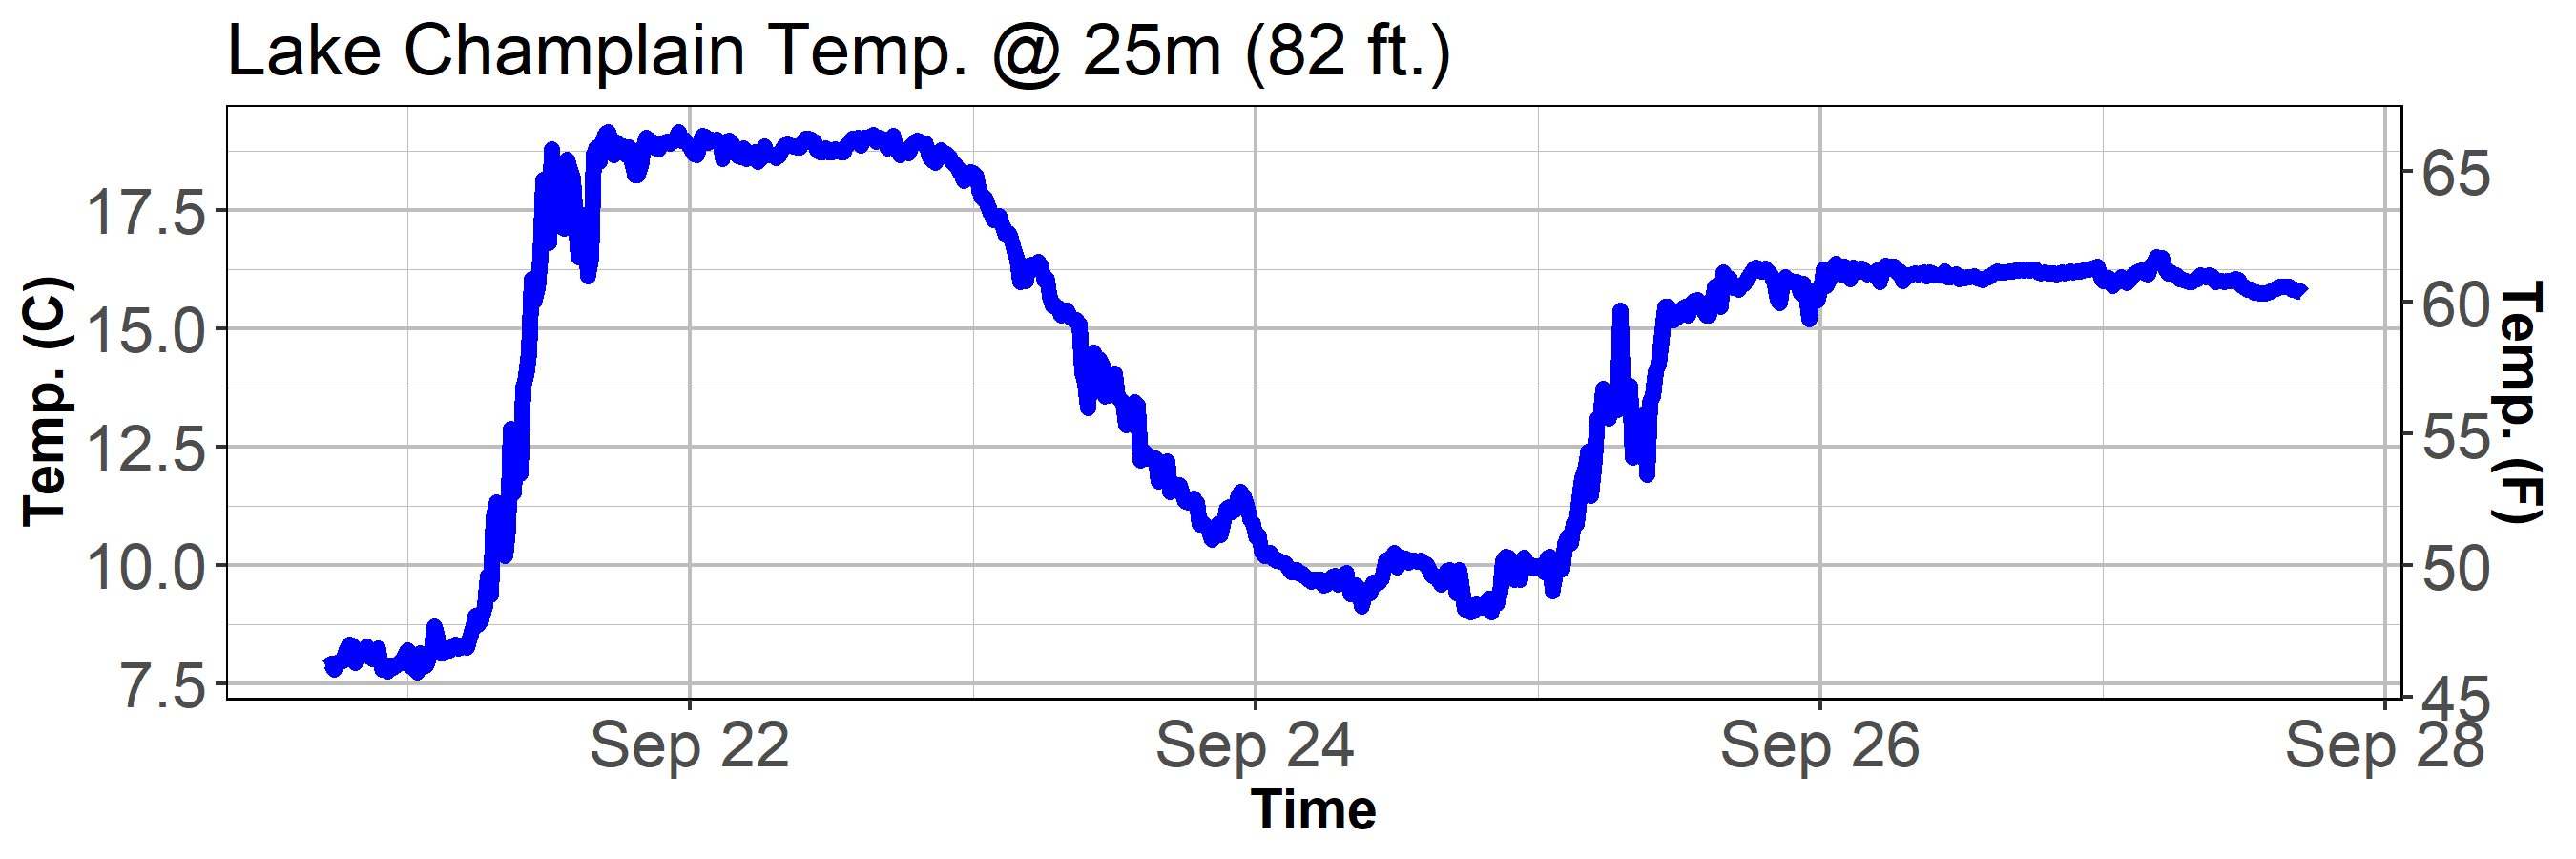 Lake Champlain Temp. @ 25m (82 ft.)
Temp. (C)
17.5
15.0
12.5
10.0
7.5
65
60
55
50
45
Temp. (F)
Sep 22 Sep 24 Sep 26 Sep 28
Time